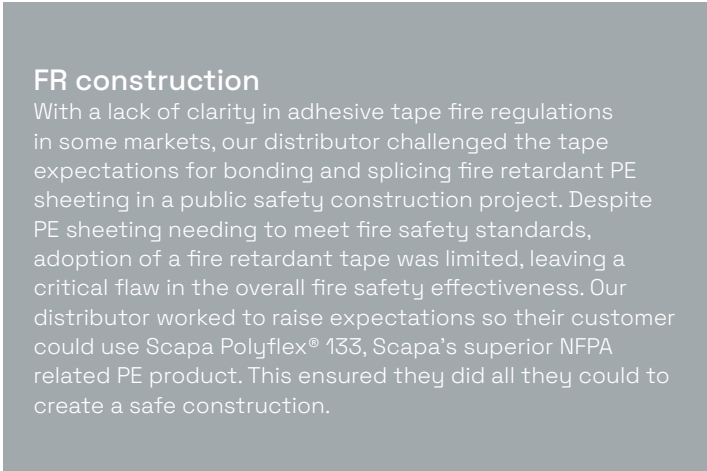 FR construction
With a lack of clarity in adhesive tape fire regulations
in some markets, our distributor challenged the tape
expectations for bonding and splicing fire retardant PE
sheeting in a public safety construction project. Despite
PE sheeting needing to meet fire safety standards,
adoption of a fire retardant tape was limited, leaving a
critical flaw in the overall fire safety effectiveness. Our
distributor worked to raise expectations so their customer
could use Scapa Polyflex® 133, Scapa's superior NFPA
related PE product. This ensured they did all they could to
create a safe construction.